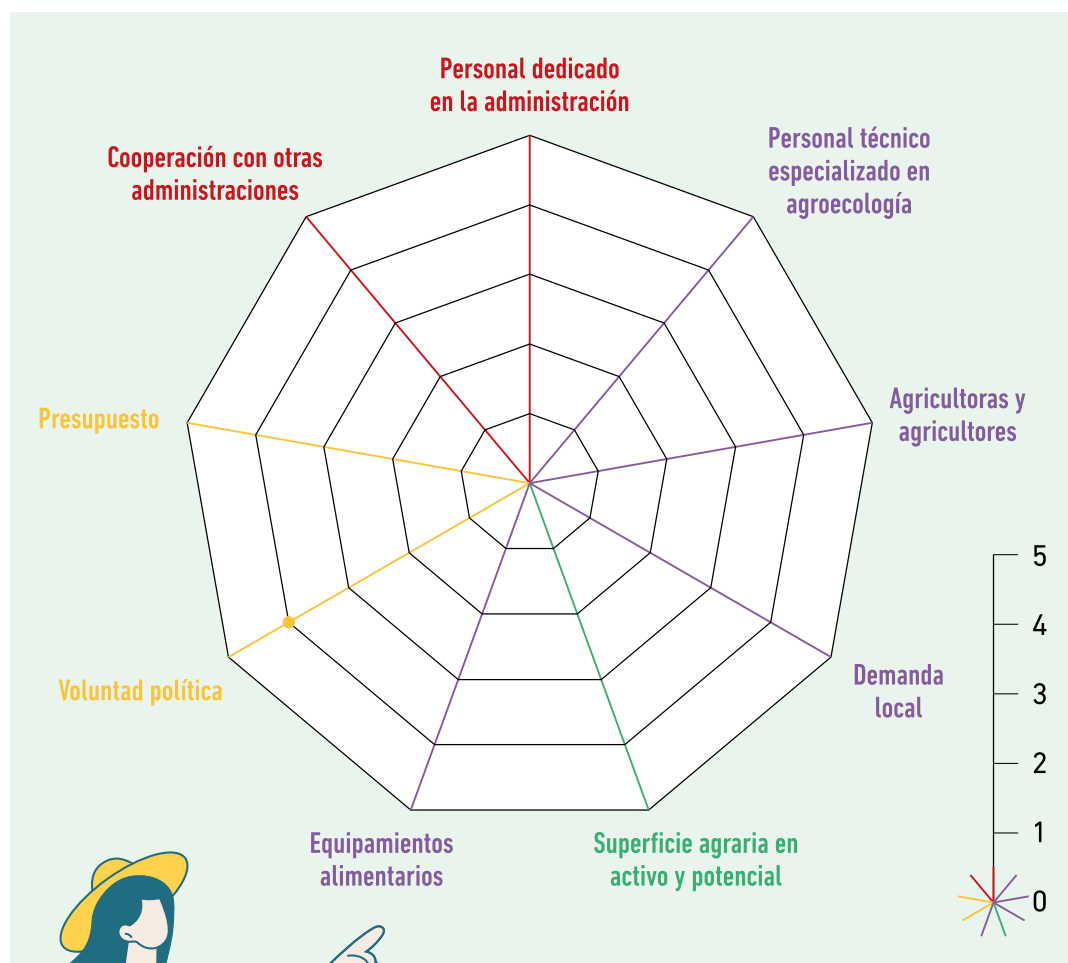 Personal dedicado
en la administración
Personal técnico
especializado en
agroecología
Cooperación con otras
administraciones
Agricultoras y
agricultores
Presupuesto
Demanda
local
Voluntad política
Equipamientos
alimentarios
Superficie agraria en
activo y potencial
5
4
3
2
1
0